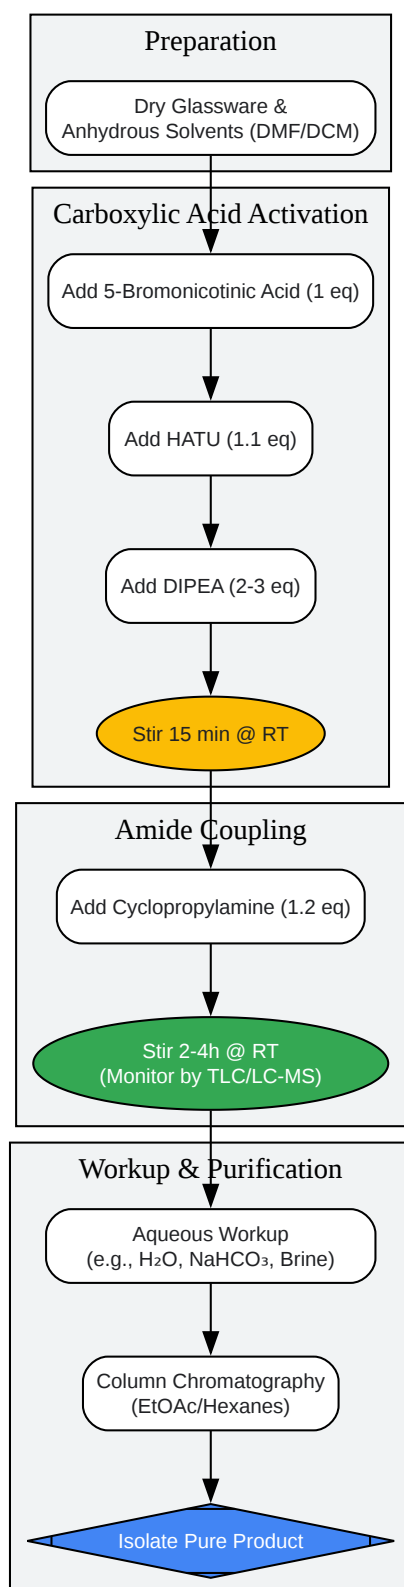 Preparation
Dry Glassware &
Anhydrous Solvents (DMF/DCM)
Carboxylic Acid Activation
Add 5-Bromonicotinic Acid (1 eq)
Add HATU (1.1 eq)
Add DIPEA (2-3 eq)
Stir 15 min @ RT
Amide Coupling
Add Cyclopropylamine (1.2 eq)
Stir 2-4h @ RT
(Monitor by TLC/LC-MS)
Workup & Purification
Aqueous Workup
(e.g., H₂O, NaHCO₃, Brine)
Column Chromatography
(EtOAc/Hexanes)
Isolate Pure Product